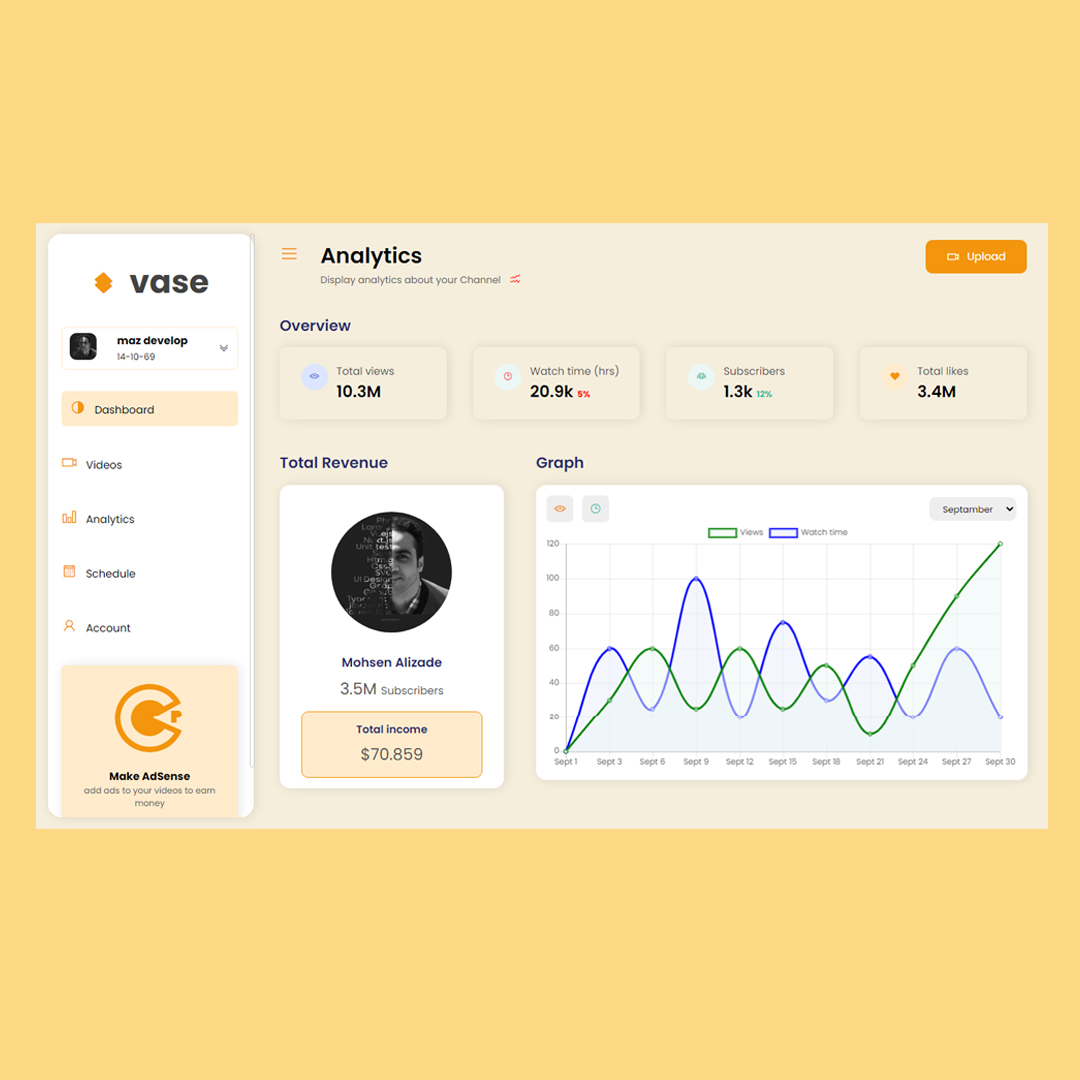 vase
maz develop
14-10-69
Dashboard
Videos
Analytics
Schedule
Account
Make AdSense
add ads to your videos to earn
money
Analytics
Display analytics about your Channel
Upload
Overview
Total views
10.3M
Watch time (hrs)
20.9k 5%
Subscribers
1.3k 12%
Total likes
3.4M
Total Revenue
Mohsen Alizade
3.5M Subscribers
Total income
$70.859
Graph
Septamber
Views Watch time
120
100
80
60
40
20
0
Sept 1 Sept 3 Sept 6 Sept 9 Sept 12 Sept 15 Sept 18 Sept 21 Sept 24 Sept 27 Sept 30